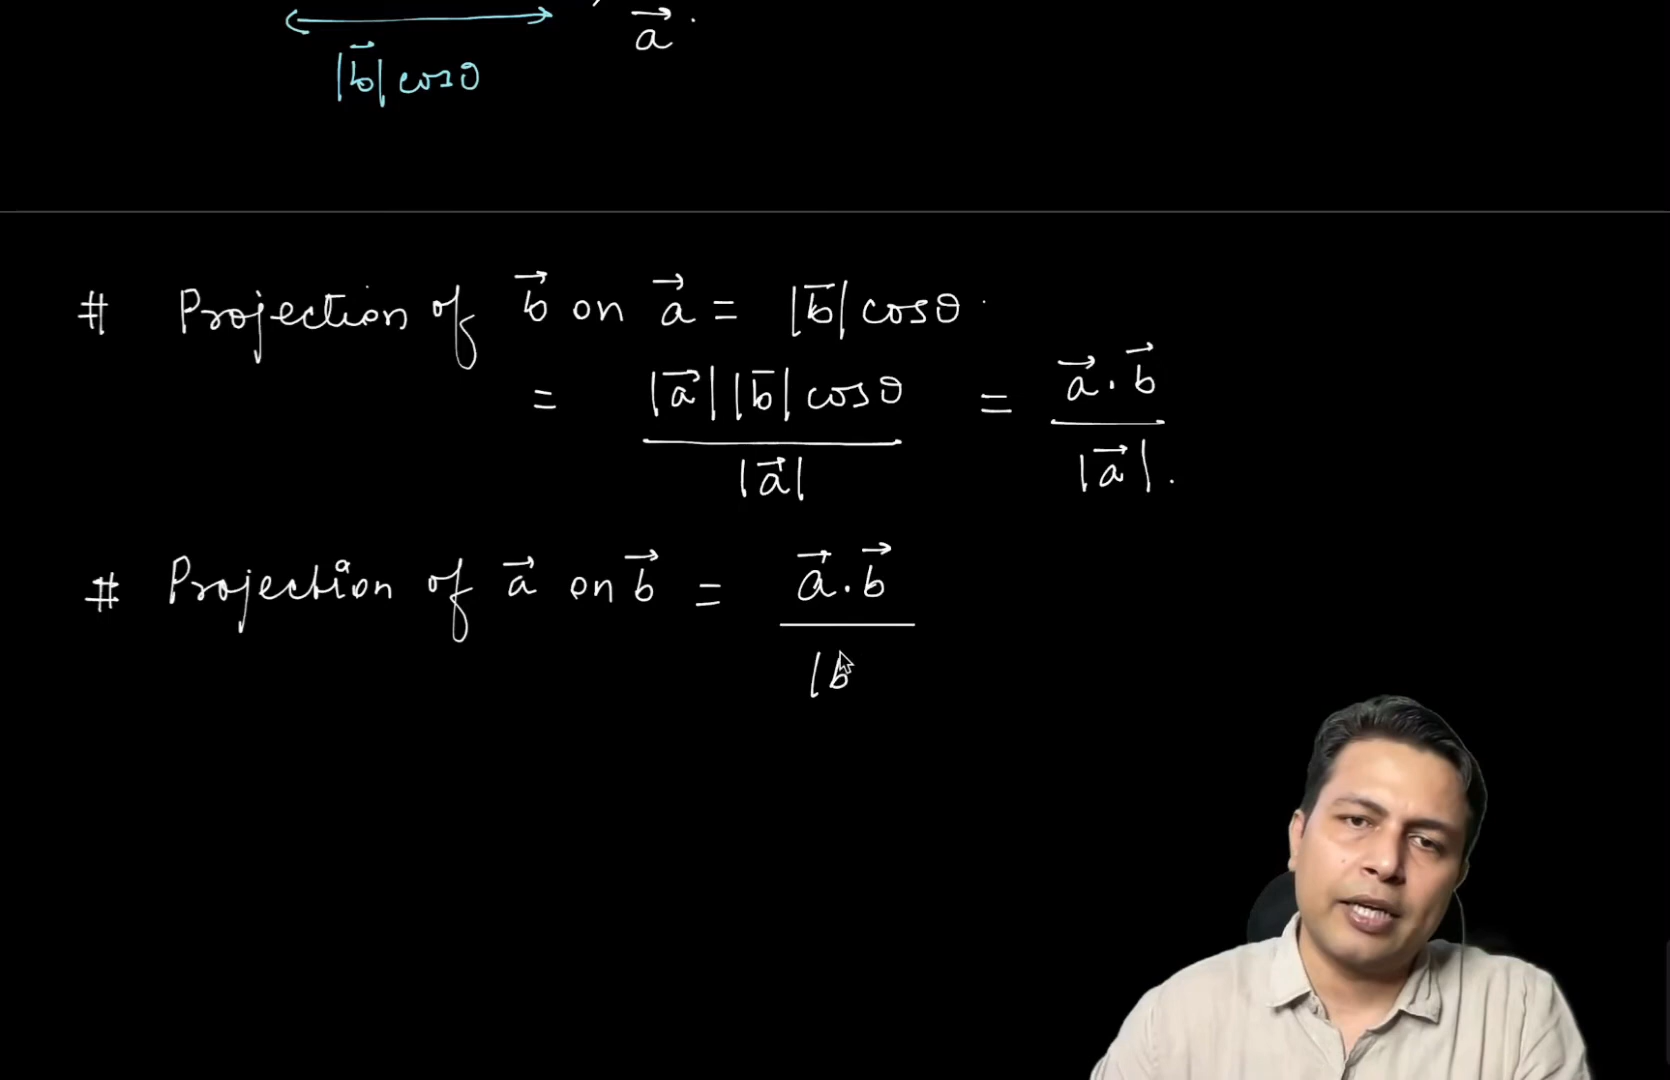 |b⃗| cosθ
a⃗.
# Projection of b⃗ on a⃗ = |b̄| cosθ.
= |a⃗| |b̄| cosθ / |a⃗| = a⃗ . b⃗ / |a⃗|.
# Projection of a⃗ on b⃗ = a⃗ . b⃗ / |b